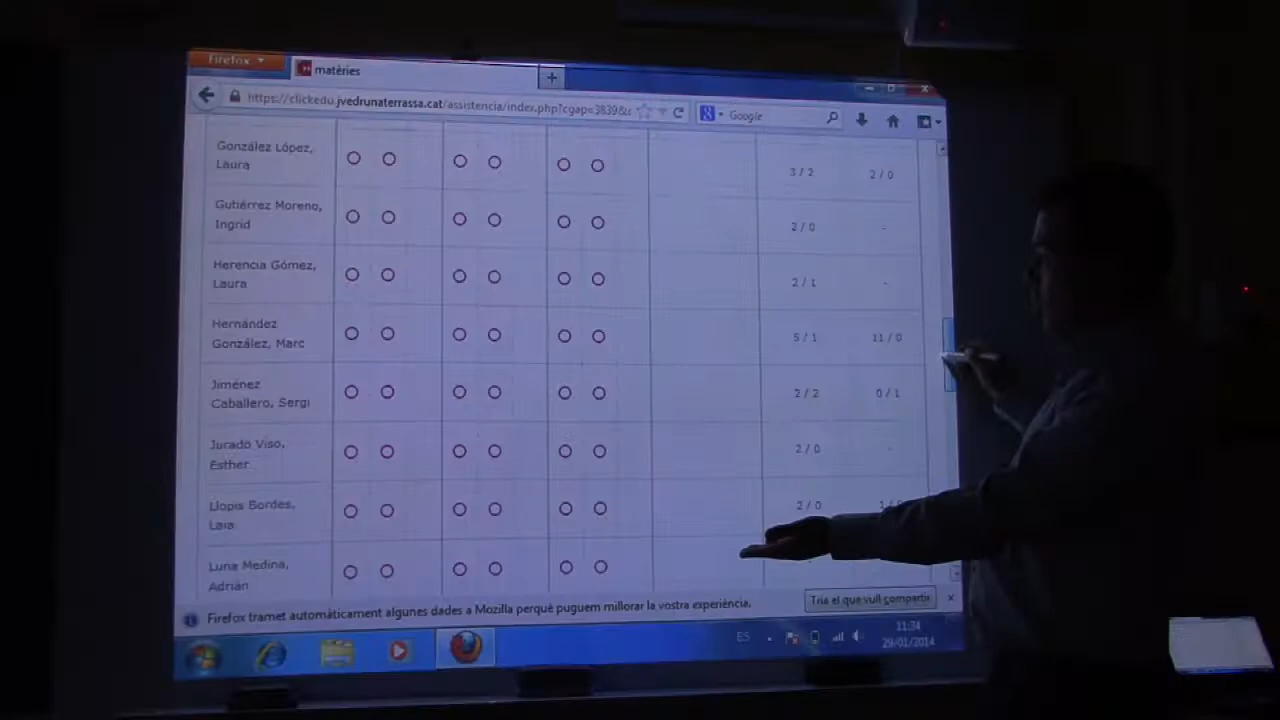 Firefox
matèries
https://clickedu.jvedrunaterrassa.cat/assistencia/index.php?cgap=3839&c
Google
González López,
Laura
3 / 2
2 / 0
Gutiérrez Moreno,
Ingrid
2 / 0
-
Herencia Gómez,
Laura
2 / 1
-
Hernández
González, Marc
5 / 1
11 / 0
Jiménez
Caballero, Sergi
2 / 2
0 / 1
Jurado Viso,
Esther
2 / 0
-
Llopis Bordes,
Laia
2 / 0
Luna Medina,
Adrián
Firefox tramet automàticament algunes dades a Mozilla perquè puguem millorar la vostra experiència.
Tria el que vull compartir
ES
11:34
29/01/2014